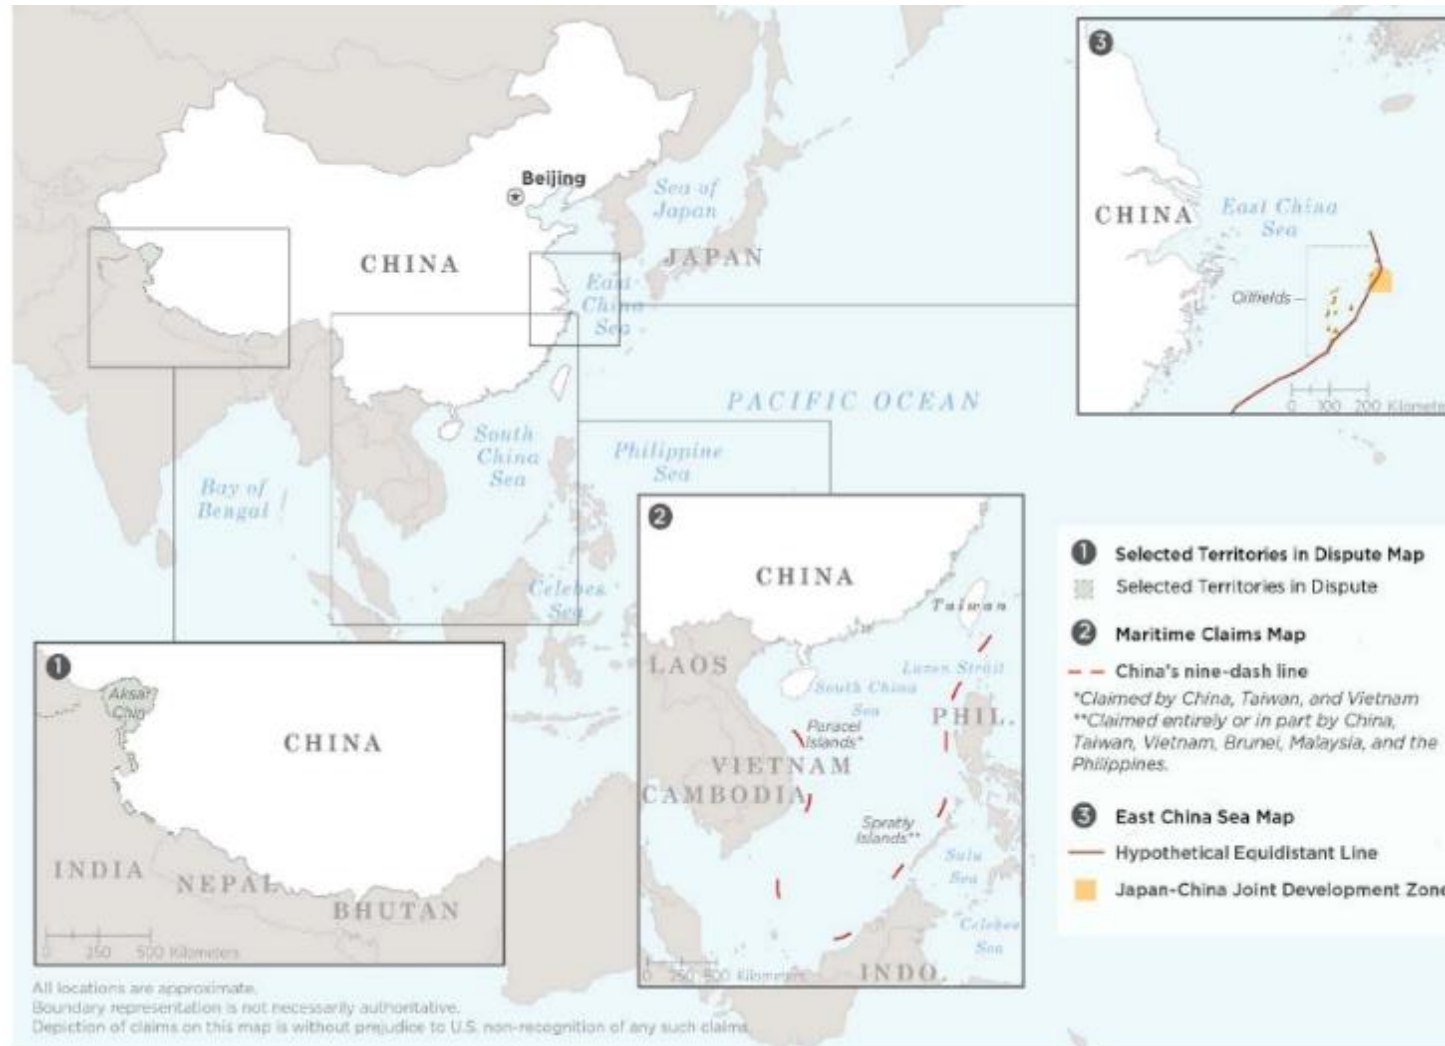 Beijing
CHINA
Sea of
Japan
JAPAN
East
China
Sea
PACIFIC OCEAN
South
China
Sea
Philippine
Sea
Bay of
Bengal
Celebes
Sea
3
CHINA
East China
Sea
Oilfields
0 100 200 Kilomete
2
CHINA
Taiwan
LAOS
Luzon Strait
South China
Sea
PHIL.
Paracel
Islands*
VIETNAM
CAMBODIA
Spratly
Islands**
Sulu
Sea
Celebes
Sea
0 250 500 Kilometers
INDO.
1
Aksai
Chin
CHINA
INDIA
NEPAL
BHUTAN
0 250 500 Kilometers
1 Selected Territories in Dispute Map
Selected Territories in Dispute
2 Maritime Claims Map
China's nine-dash line
*Claimed by China, Taiwan, and Vietnam
**Claimed entirely or in part by China,
Taiwan, Vietnam, Brunei, Malaysia, and the
Philippines.
3 East China Sea Map
Hypothetical Equidistant Line
Japan-China Joint Development Zone
All locations are approximate.
Boundary representation is not necessarily authoritative.
Depiction of claims on this map is without prejudice to U.S. non-recognition of any such claims